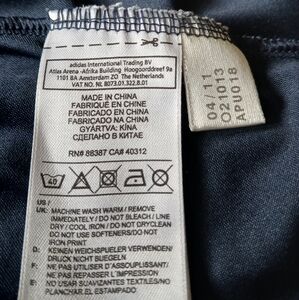 adidas International Trading BV
Atlas Arena -Afrika Building Hoogoorddreef 9a
1101 BA Amsterdam ZO The Netherlands
VAT NO. NL 8073.01.322.B.01
MADE IN CHINA
FABRIQUÉ EN CHINE
FABRICADO EN CHINA
FABRICADO NA CHINA
GYÁRTVA: KÍNA
СДЕЛАНО В КИТАЕ
RN# 88387 CA# 40312
40
US /
UK: MACHINE WASH WARM / REMOVE
IMMEDIATELY / DO NOT BLEACH / LINE
DRY / COOL IRON / DO NOT DRYCLEAN
DO NOT USE SOFTENERS/DO NOT
IRON PRINT
D: KEINEN WEICHSPUELER VERWENDEN/
DRUCK NICHT BUEGELN
F: NE PAS UTILISER D'ASSOUPLISSANT/
NE PAS REPASSER L'IMPRESSION
E: NO USAR SUAVIZANTES TEXTILES/NO
PLANCHAR EL ESTAMPADO
04 / 11
O21013
API018